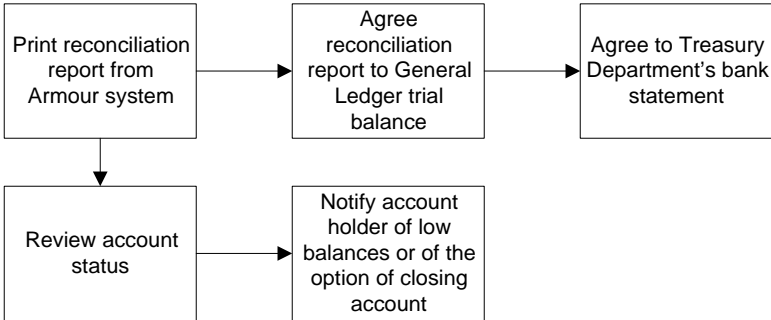 Print reconciliation
report from
Armour system
Agree
reconciliation
report to General
Ledger trial
balance
Agree to Treasury
Department's bank
statement
Review account
status
Notify account
holder of low
balances or of the
option of closing
account